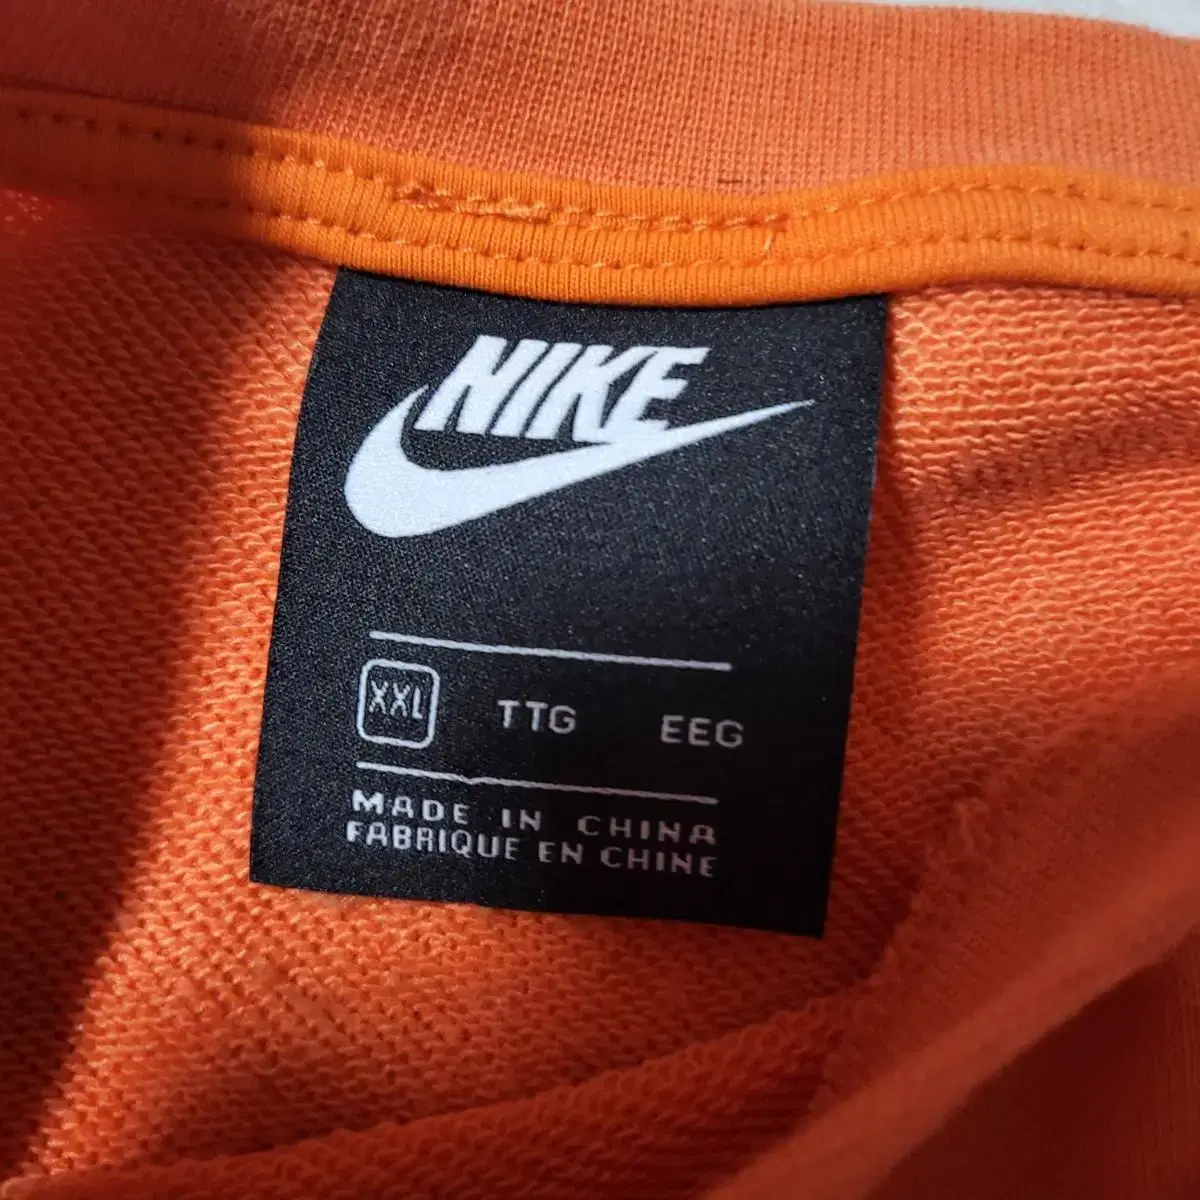 NIKE
XXL TTG EEG
MADE IN CHINA
FABRIQUE EN CHINE